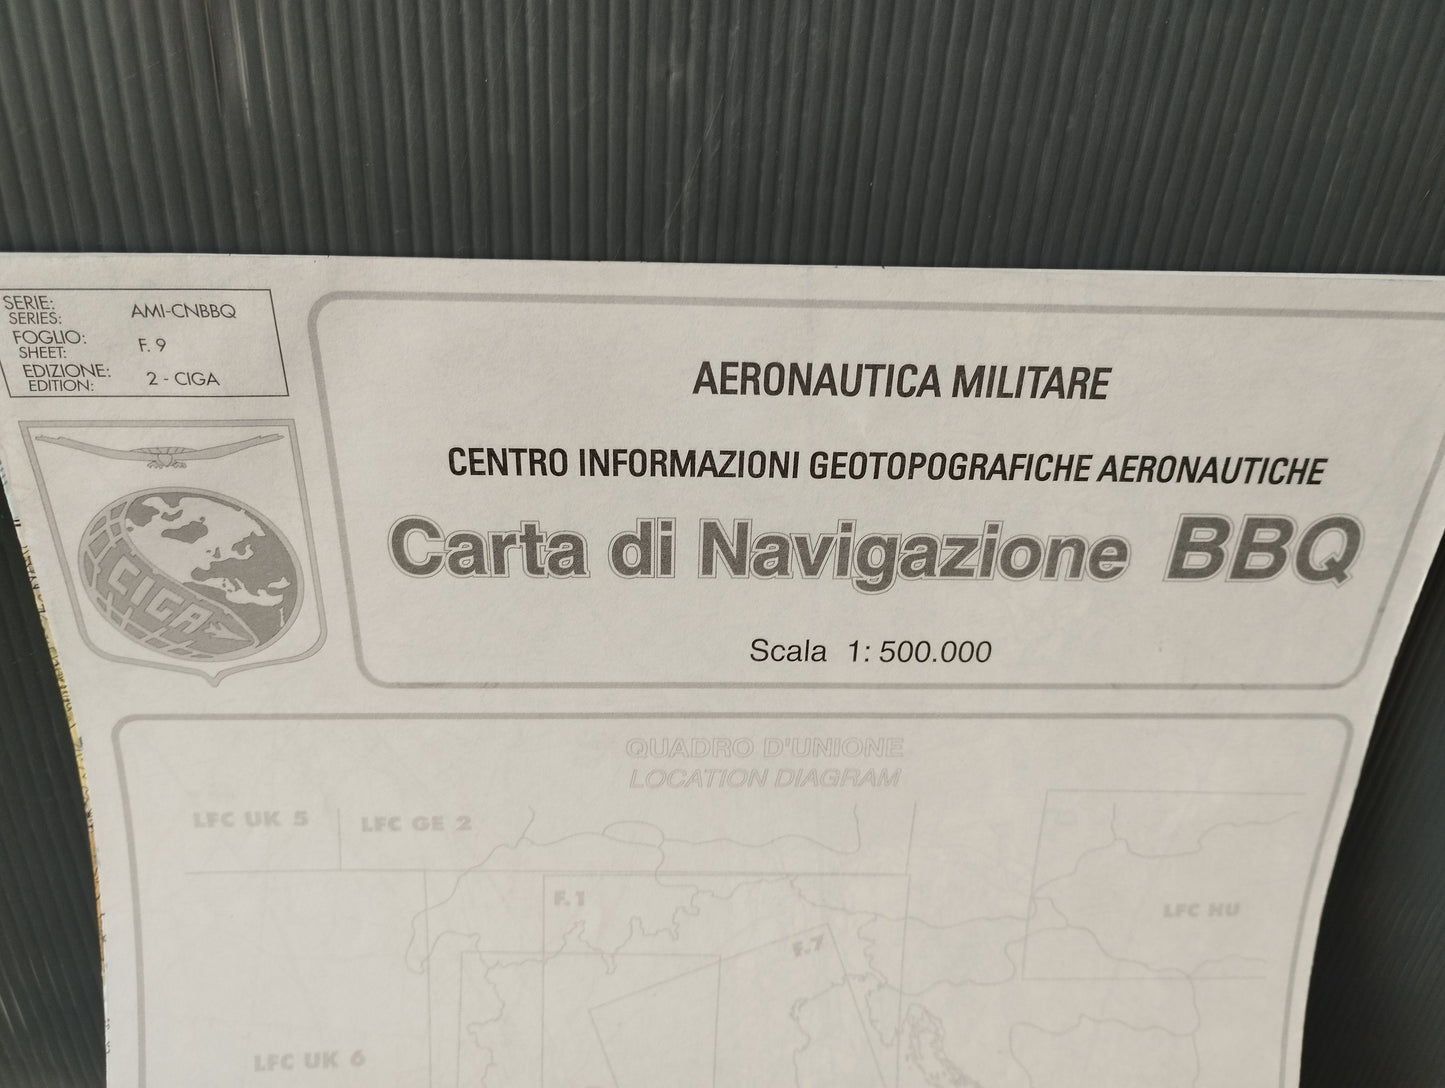 SERIE:
SERIES: AMI-CNBBQ
FOGLIO:
SHEET: F. 9
EDIZIONE:
EDITION: 2 - CIGA
CIGA
AERONAUTICA MILITARE
CENTRO INFORMAZIONI GEOTOPOGRAFICHE AERONAUTICHE
Carta di Navigazione BBQ
Scala 1: 500.000
QUADRO D'UNIONE
LOCATION DIAGRAM
LFC UK 5
LFC GE 2
F. 1
F. 7
LFC HU
LFC UK 6